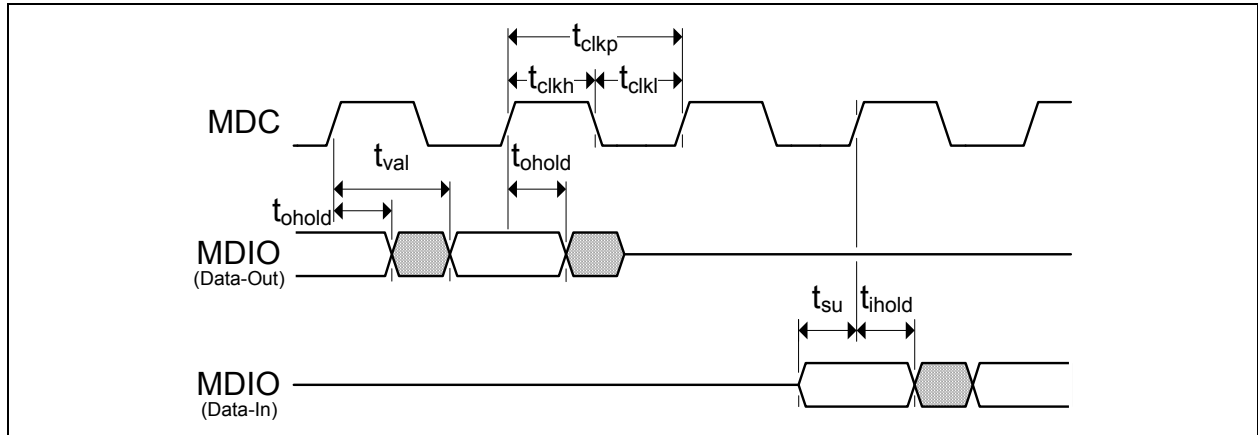 tclkp
tclkh tclkl
MDC
tval tohold
tohold
MDIO
(Data-Out)
tsu tihold
MDIO
(Data-In)